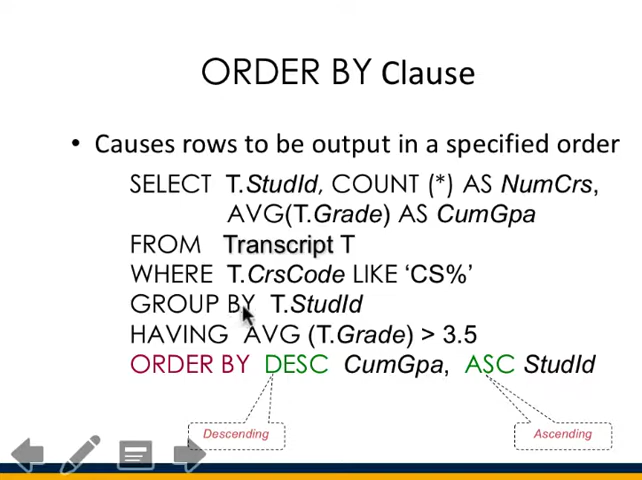 ORDER BY Clause
• Causes rows to be output in a specified order
SELECT T.StudId, COUNT (*) AS NumCrs,
AVG(T.Grade) AS CumGpa
FROM Transcript T
WHERE T.CrsCode LIKE ‘CS%’
GROUP BY T.StudId
HAVING AVG (T.Grade) > 3.5
ORDER BY DESC CumGpa, ASC StudId
Descending
Ascending